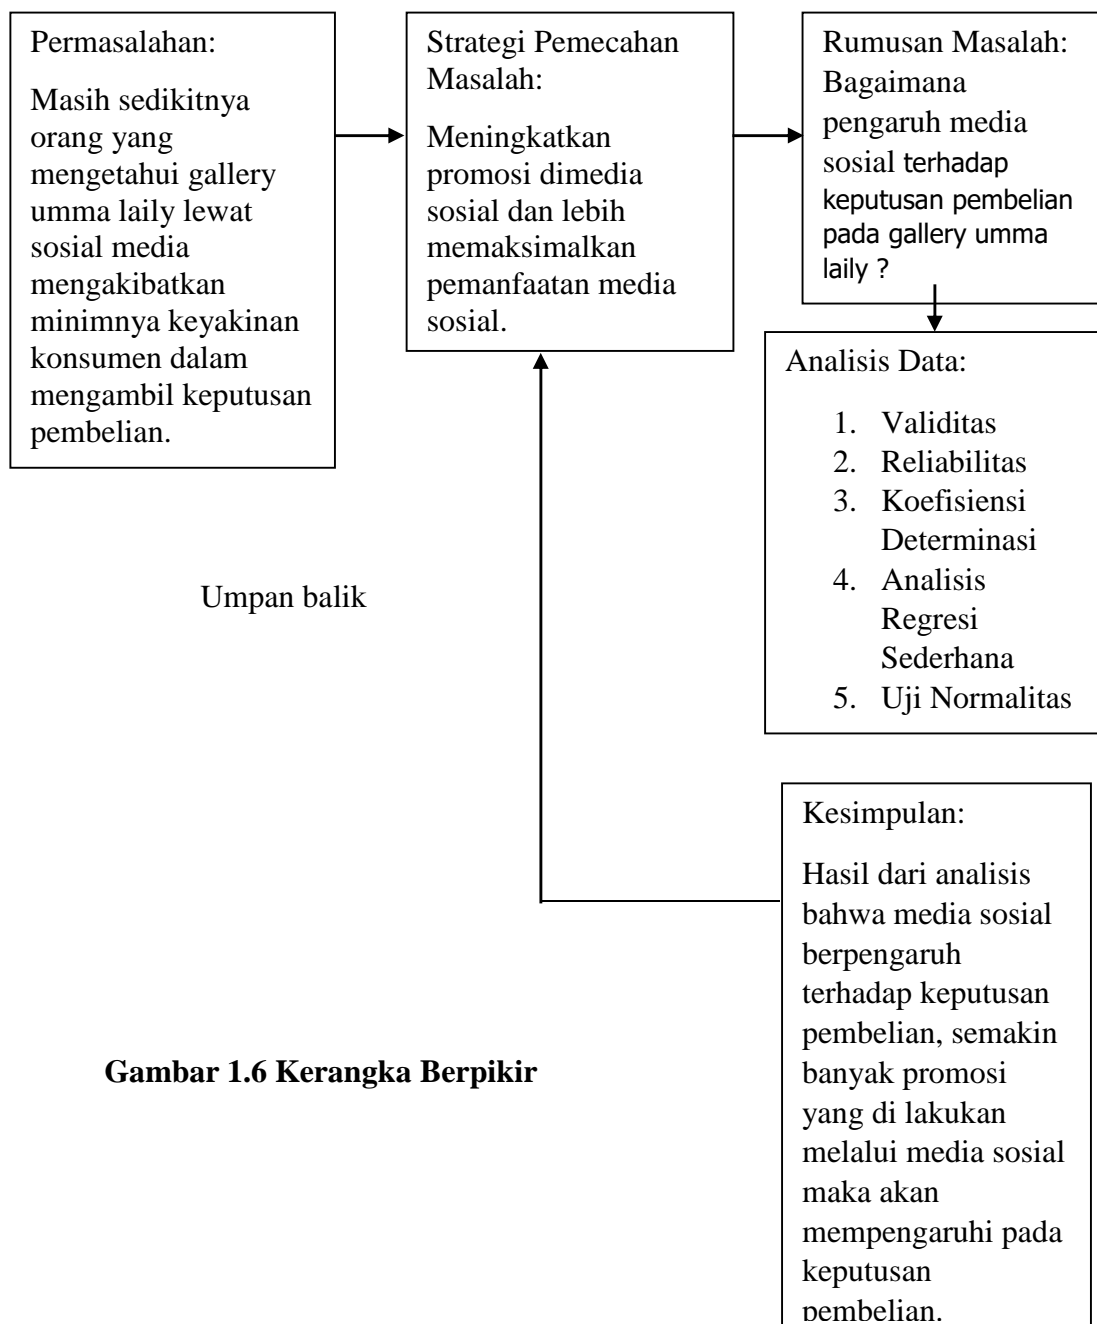 Permasalahan:
Masih sedikitnya
orang yang
mengetahui gallery
umma laily lewat
sosial media
mengakibatkan
minimnya keyakinan
konsumen dalam
mengambil keputusan
pembelian.
Strategi Pemecahan
Masalah:
Meningkatkan
promosi dimedia
sosial dan lebih
memaksimalkan
pemanfaatan media
sosial.
Rumusan Masalah:
Bagaimana
pengaruh media
sosial terhadap
keputusan pembelian
pada gallery umma
laily ?
Analisis Data:
1. Validitas
2. Reliabilitas
3. Koefisiensi
Determinasi
4. Analisis
Regresi
Sederhana
5. Uji Normalitas
Umpan balik
Kesimpulan:
Hasil dari analisis
bahwa media sosial
berpengaruh
terhadap keputusan
pembelian, semakin
banyak promosi
yang di lakukan
melalui media sosial
maka akan
mempengaruhi pada
keputusan
pembelian.
Gambar 1.6 Kerangka Berpikir